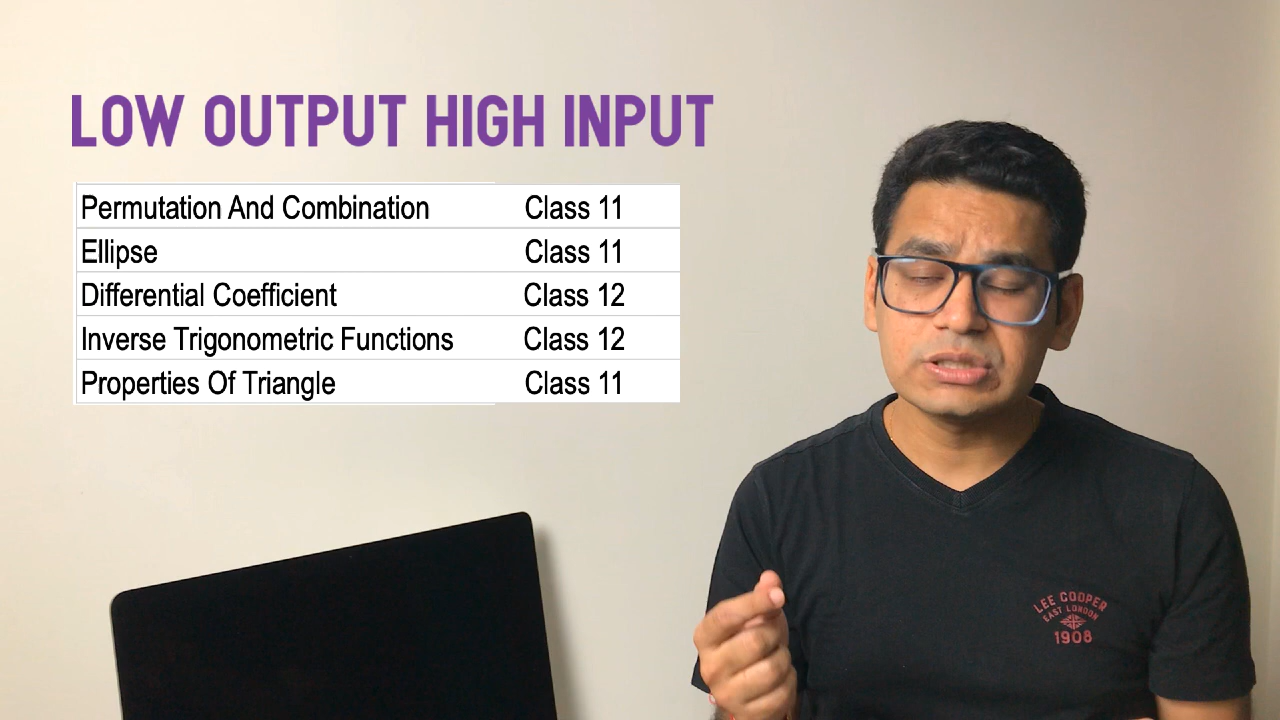 LOW OUTPUT HIGH INPUT
Permutation And Combination Class 11
Ellipse Class 11
Differential Coefficient Class 12
Inverse Trigonometric Functions Class 12
Properties Of Triangle Class 11
LEE COOPER
EAST LONDON
1908